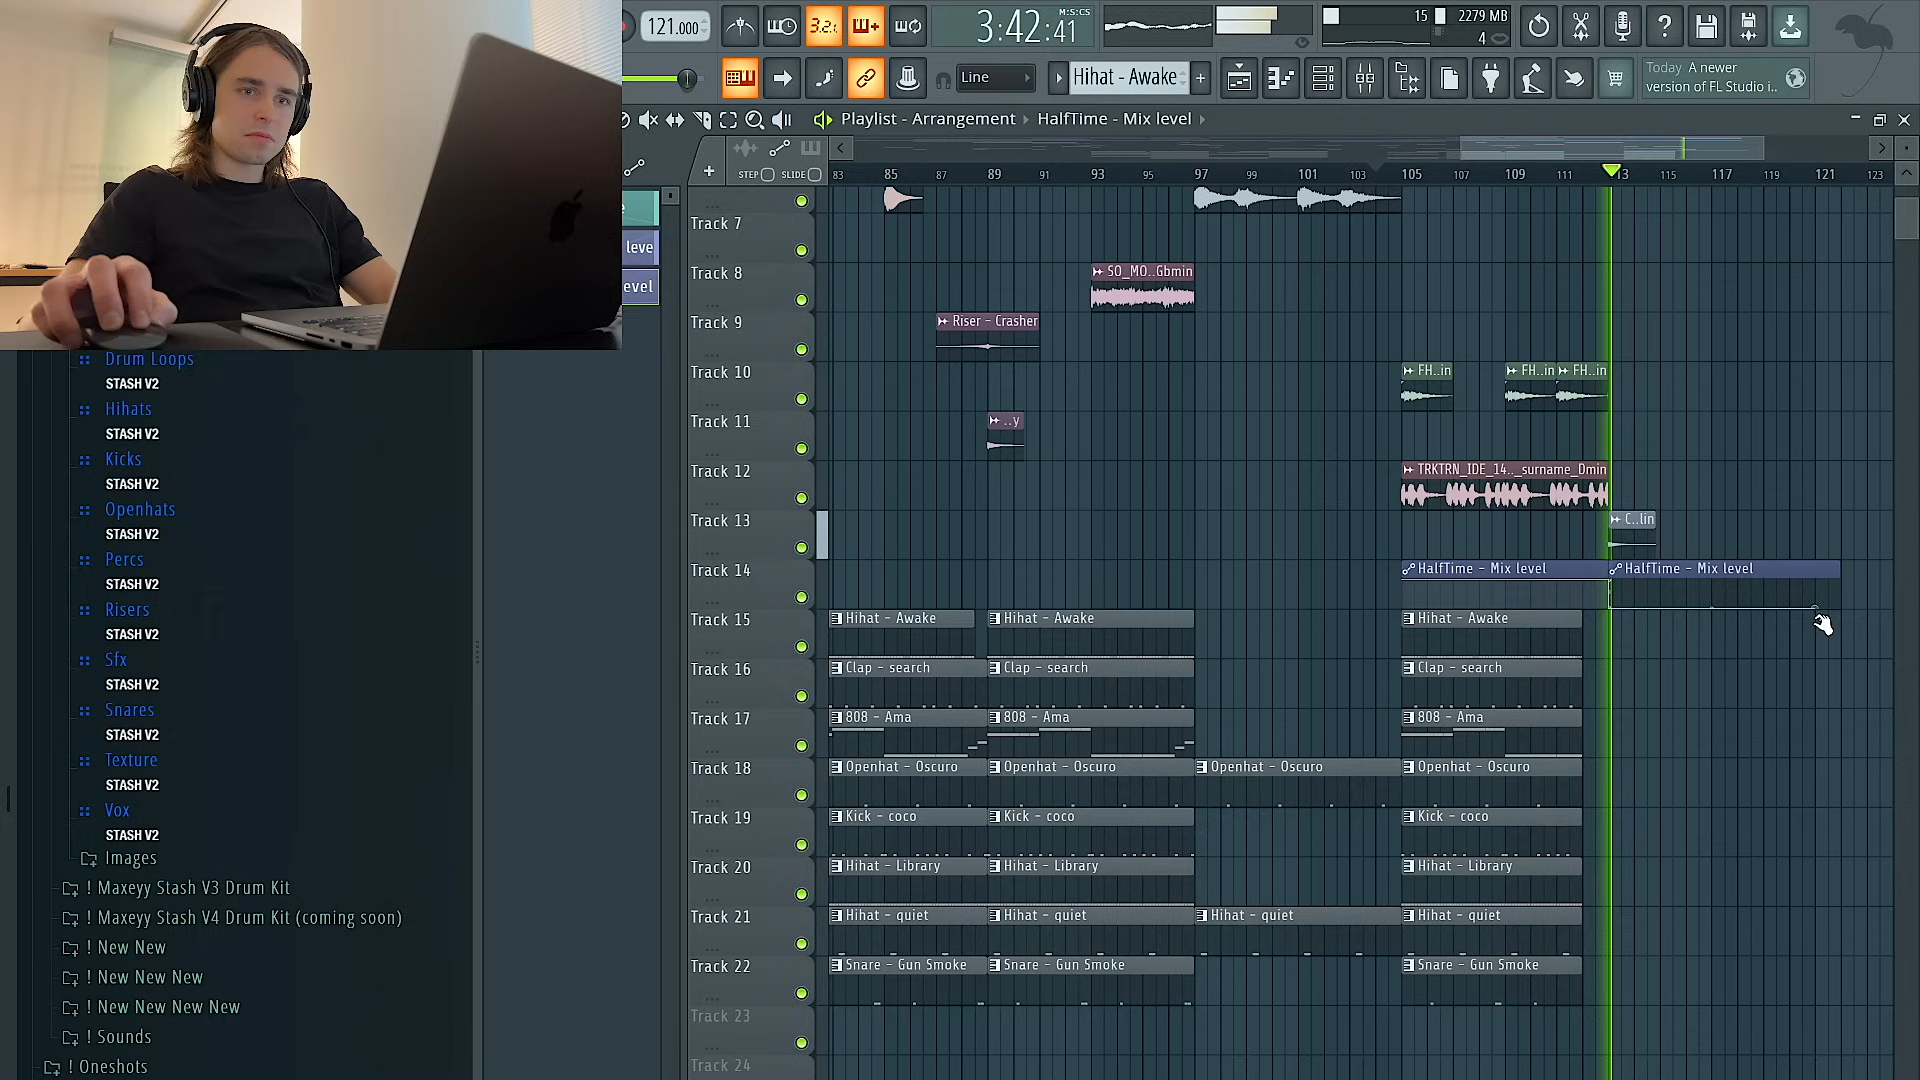 121.000
3:42:41
M:S:CS
15
2279 MB
4
Line
Hihat - Awake
Today A newer
version of FL Studio i..
Playlist - Arrangement
HalfTime - Mix level
STEP
SLIDE
83 85 87 89 91 93 95 97 99 101 103 105 107 109 111 13 115 117 119 121 123
leve
evel
Track 7
Track 8
SO_MO..Gbmin
Track 9
Riser - Crasher
Track 10
FH..in
FH..in
FH..in
Track 11
..y
Track 12
TRKTRN_IDE_14.._surname_Dmin
Track 13
C..lin
Track 14
HalfTime - Mix level
HalfTime - Mix level
Track 15
Hihat - Awake
Hihat - Awake
Hihat - Awake
Track 16
Clap - search
Clap - search
Clap - search
Track 17
808 - Ama
808 - Ama
808 - Ama
Track 18
Openhat - Oscuro
Openhat - Oscuro
Openhat - Oscuro
Openhat - Oscuro
Track 19
Kick - coco
Kick - coco
Kick - coco
Track 20
Hihat - Library
Hihat - Library
Hihat - Library
Track 21
Hihat - quiet
Hihat - quiet
Hihat - quiet
Hihat - quiet
Track 22
Snare - Gun Smoke
Snare - Gun Smoke
Snare - Gun Smoke
Track 23
Track 24
Drum Loops
STASH V2
Hihats
STASH V2
Kicks
STASH V2
Openhats
STASH V2
Percs
STASH V2
Risers
STASH V2
Sfx
STASH V2
Snares
STASH V2
Texture
STASH V2
Vox
STASH V2
Images
! Maxeyy Stash V3 Drum Kit
! Maxeyy Stash V4 Drum Kit (coming soon)
! New New
! New New New
! New New New New
! Sounds
! Oneshots